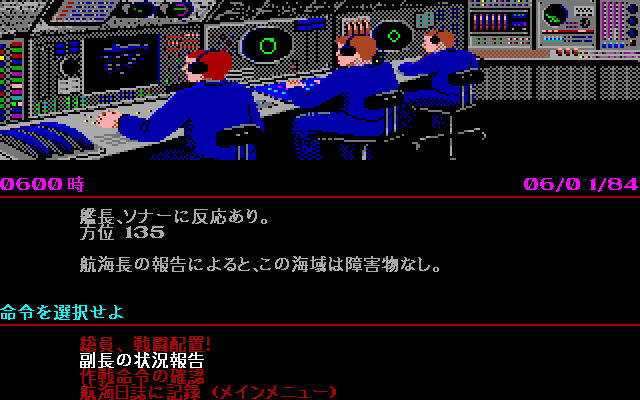 0600時
06/01/84
艦長、ソナーに反応あり。
方位 135
航海長の報告によると、この海域は障害物なし。
命令を選択せよ
総員、戦闘配置!
副長の状況報告
作戦命令の確認
航海日誌に記録 (メインメニュー)